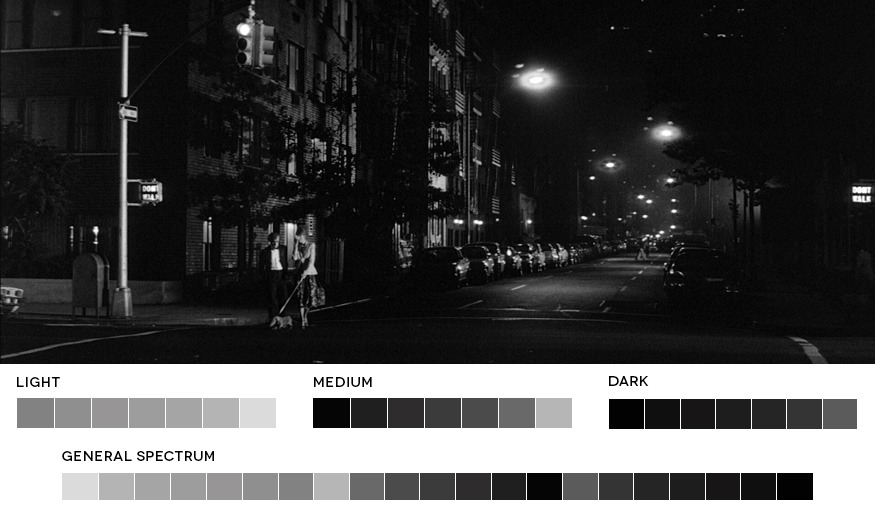 DONT
WALK
DONT
WALK
LIGHT
MEDIUM
DARK
GENERAL SPECTRUM